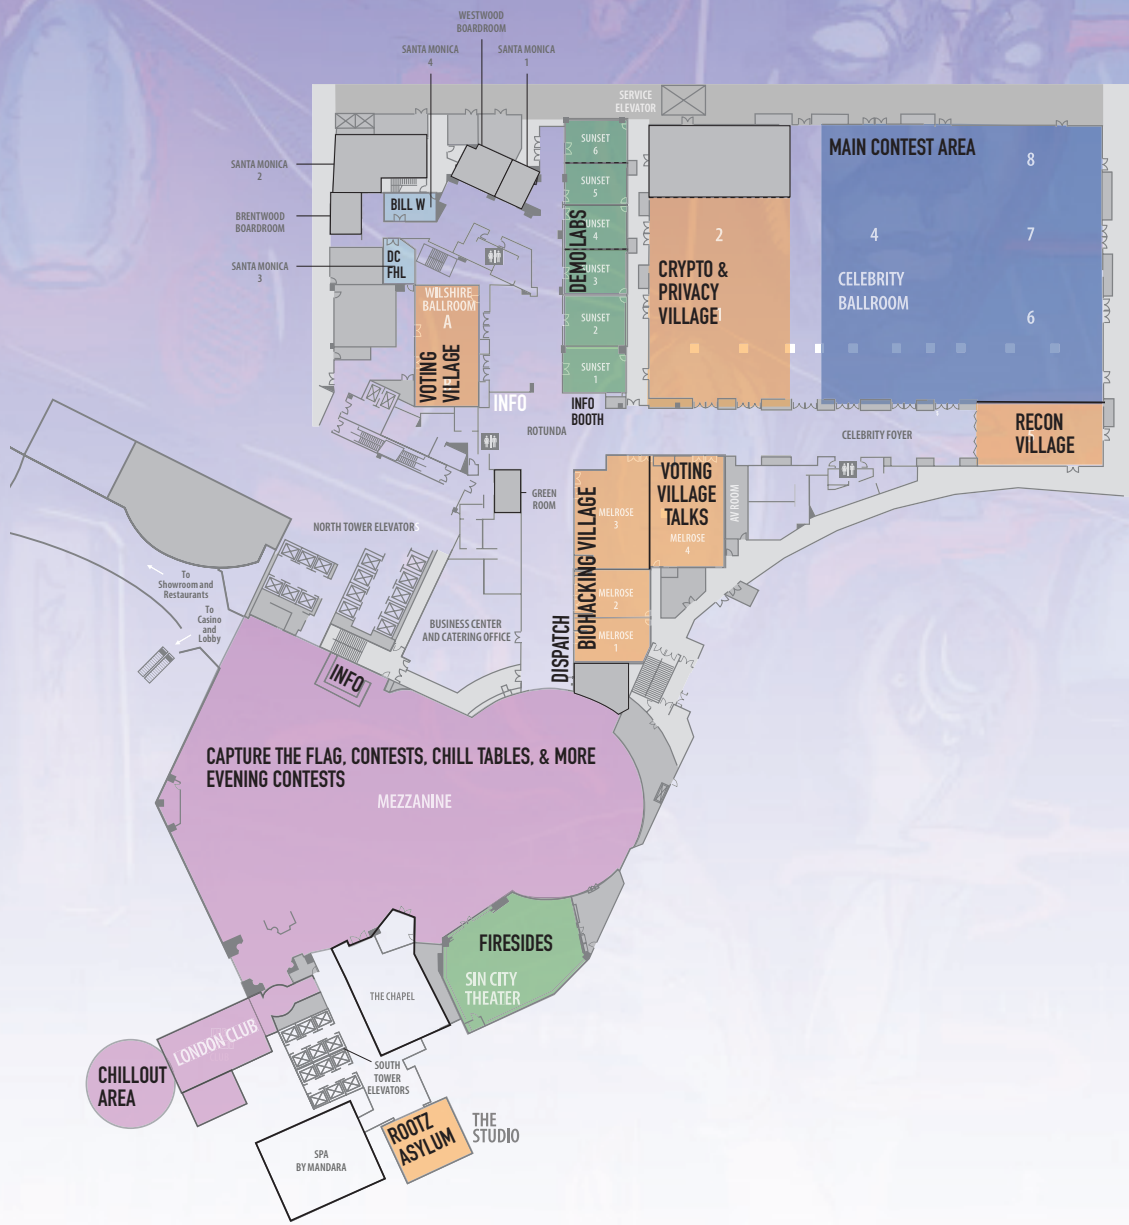 WESTWOOD
BOARDROOM
SANTA MONICA
4
SANTA MONICA
1
SERVICE
ELEVATOR
SANTA MONICA
2
BRENTWOOD
BOARDROOM
SANTA MONICA
3
BILL W
DC
FHL
WILSHIRE
BALLROOM
A
VOTING
VILLAGE
INFO
SUNSET
6
SUNSET
5
SUNSET
4
SUNSET
3
SUNSET
2
SUNSET
1
DEMO LABS
INFO
BOOTH
ROTUNDA
2
CRYPTO &
PRIVACY
VILLAGE
1
MAIN CONTEST AREA
8
4
7
CELEBRITY
BALLROOM
6
CELEBRITY FOYER
RECON
VILLAGE
GREEN
ROOM
NORTH TOWER ELEVATORS
BIOHACKING VILLAGE
MELROSE
3
MELROSE
2
MELROSE
1
VOTING
VILLAGE
TALKS
MELROSE
4
AV ROOM
To
Showroom and
Restaurants
To
Casino
and
Lobby
BUSINESS CENTER
AND CATERING OFFICE
DISPATCH
INFO
CAPTURE THE FLAG, CONTESTS, CHILL TABLES, & MORE
EVENING CONTESTS
MEZZANINE
FIRESIDES
SIN CITY
THEATER
THE CHAPEL
LONDON CLUB
CHILLOUT
AREA
SOUTH
TOWER
ELEVATORS
ROOTZ
ASYLUM
THE
STUDIO
SPA
BY MANDARA